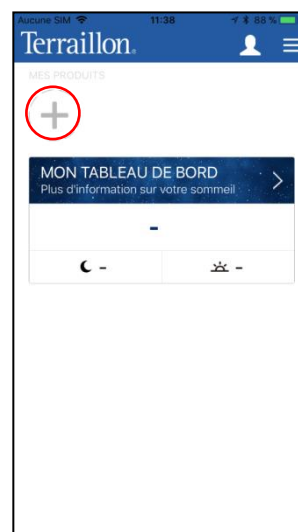 Aucune SIM 11:38 88 %
Terraillon.
MES PRODUITS
MON TABLEAU DE BORD
Plus d'information sur votre sommeil
-
- -